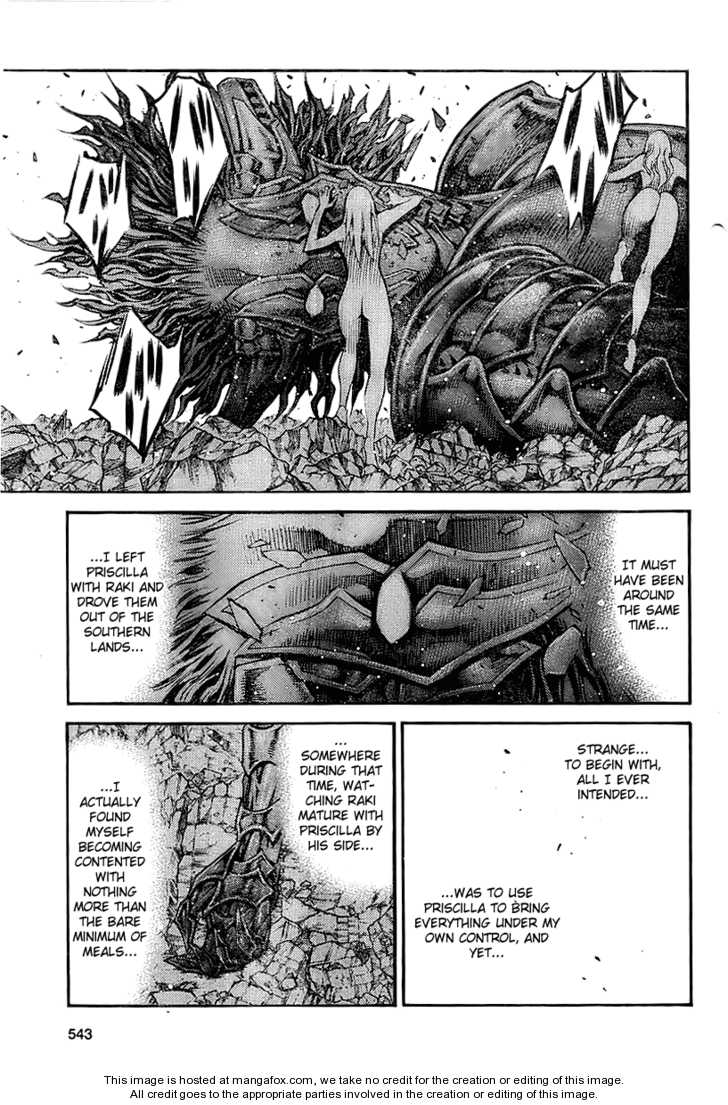 IT MUST
HAVE BEEN
AROUND
THE SAME
TIME...
...I LEFT
PRISCILLA
WITH RAKI AND
DROVE THEM
OUT OF THE
SOUTHERN
LANDS...
STRANGE...
TO BEGIN WITH,
ALL I EVER
INTENDED...
...WAS TO USE
PRISCILLA TO BRING
EVERYTHING UNDER MY
OWN CONTROL, AND
YET...
...
SOMEWHERE
DURING THAT
TIME, WAT-
CHING RAKI
MATURE WITH
PRISCILLA BY
HIS SIDE...
...I
ACTUALLY
FOUND
MYSELF
BECOMING
CONTENTED
WITH
NOTHING
MORE THAN
THE BARE
MINIMUM OF
MEALS...
543
This image is hosted at mangafox.com, we take no credit for the creation or editing of this image.
All credit goes to the appropriate parties involved in the creation or editing of this image.